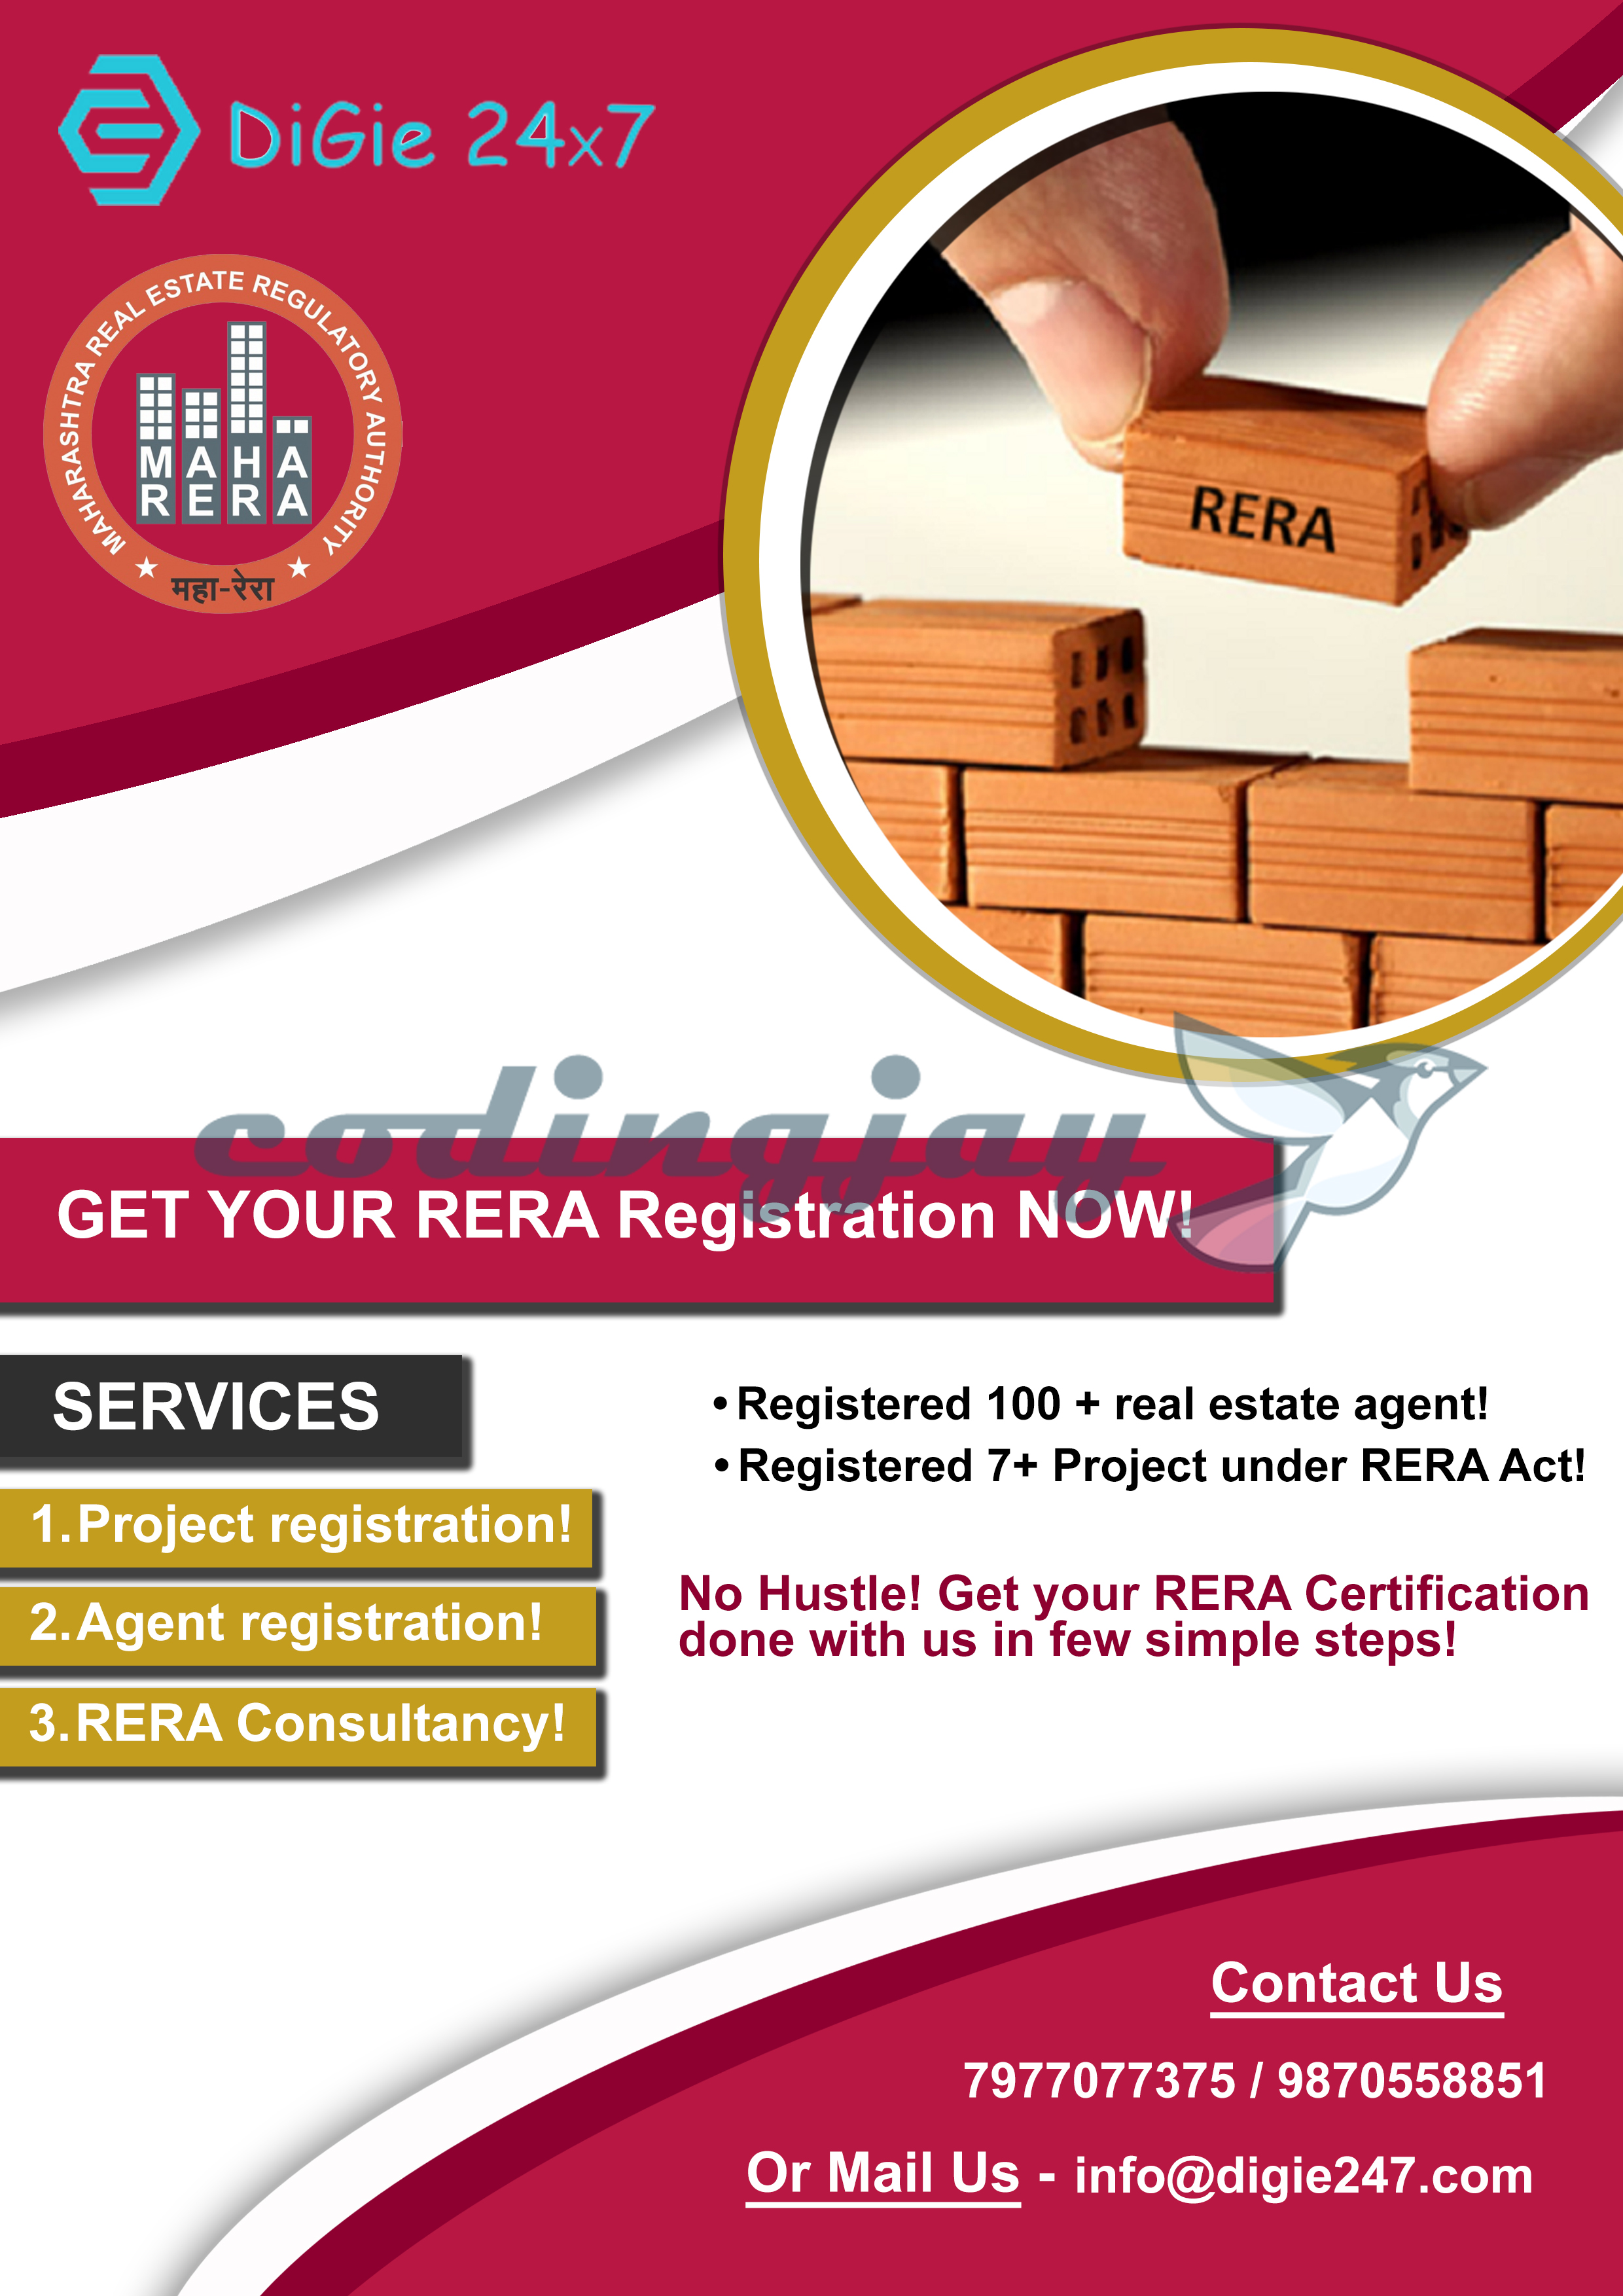 DiGie 24x7
MAHARASHTRA REAL ESTATE REGULATORY AUTHORITY
MAHA
RERA
महा-रेरा
RERA
codingjay
GET YOUR RERA Registration NOW!
SERVICES
1. Project registration!
2. Agent registration!
3. RERA Consultancy!
• Registered 100 + real estate agent!
• Registered 7+ Project under RERA Act!
No Hustle! Get your RERA Certification
done with us in few simple steps!
Contact Us
7977077375 / 9870558851
Or Mail Us - info@digie247.com